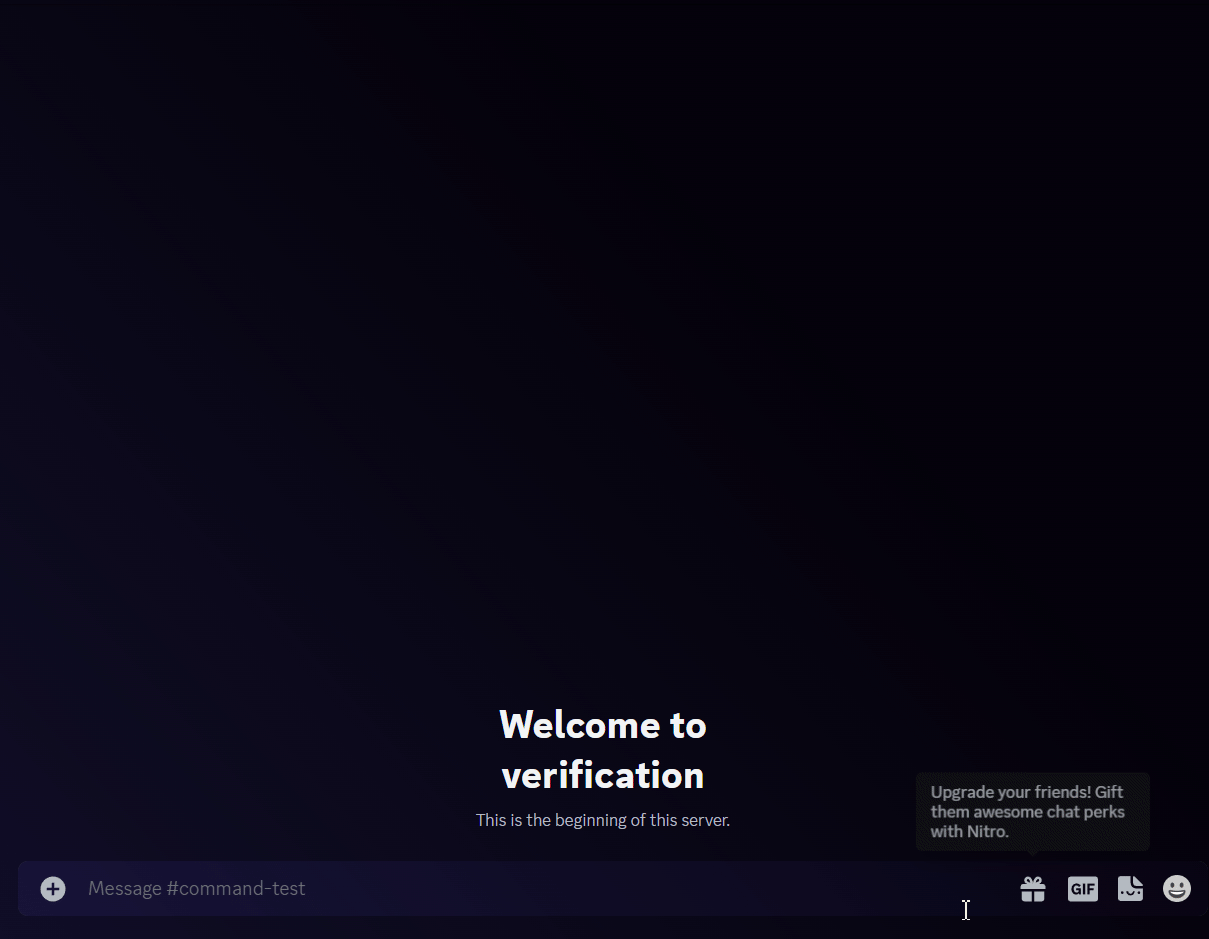 Welcome to
verification
This is the beginning of this server.
Upgrade your friends! Gift
them awesome chat perks
with Nitro.
Message #command-test
GIF